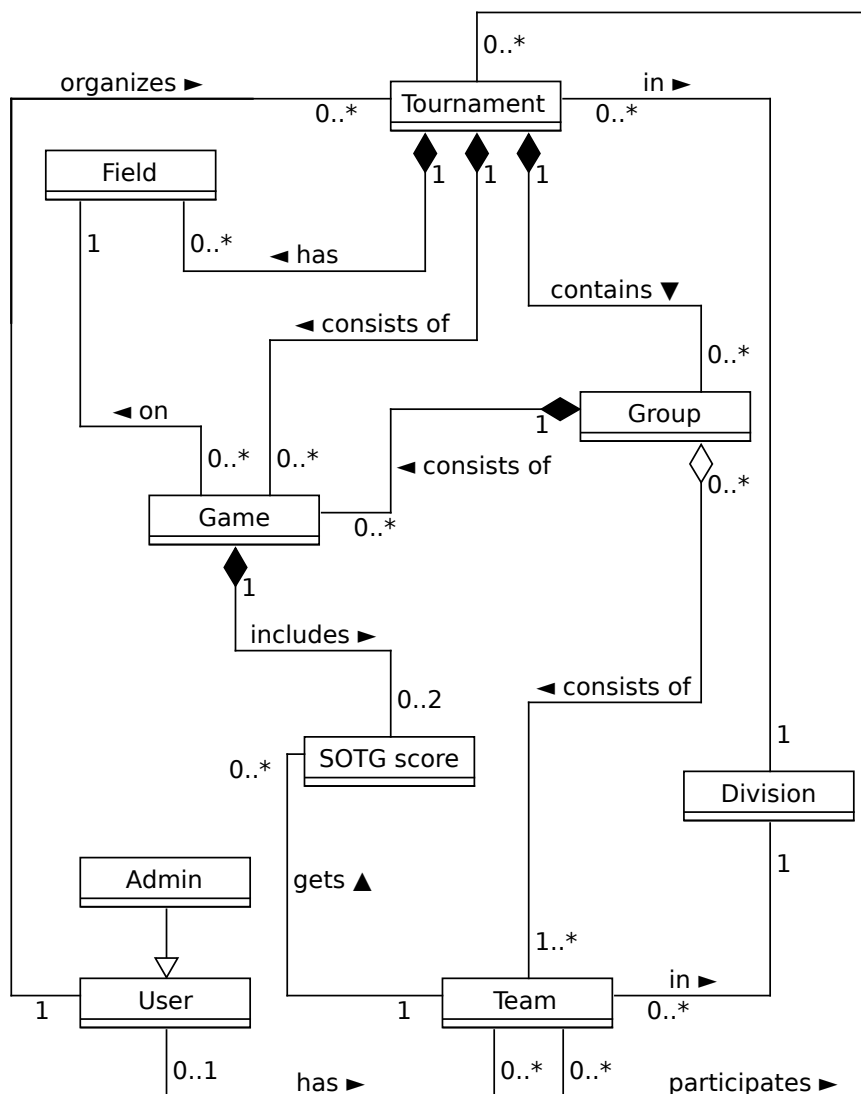 0..*
organizes ►
Tournament
in ►
0..*
0..*
Field
1
1
1
1
0..*
◄ has
contains ▼
◄ consists of
0..*
◄ on
Group
1
0..*
0..*
◄ consists of
0..*
Game
0..*
1
includes ►
◄ consists of
0..2
1
0..*
SOTG score
Division
Admin
gets ▲
1
1..*
User
Team
in ►
1
1
0..*
0..1
0..*
0..*
has ►
participates ►